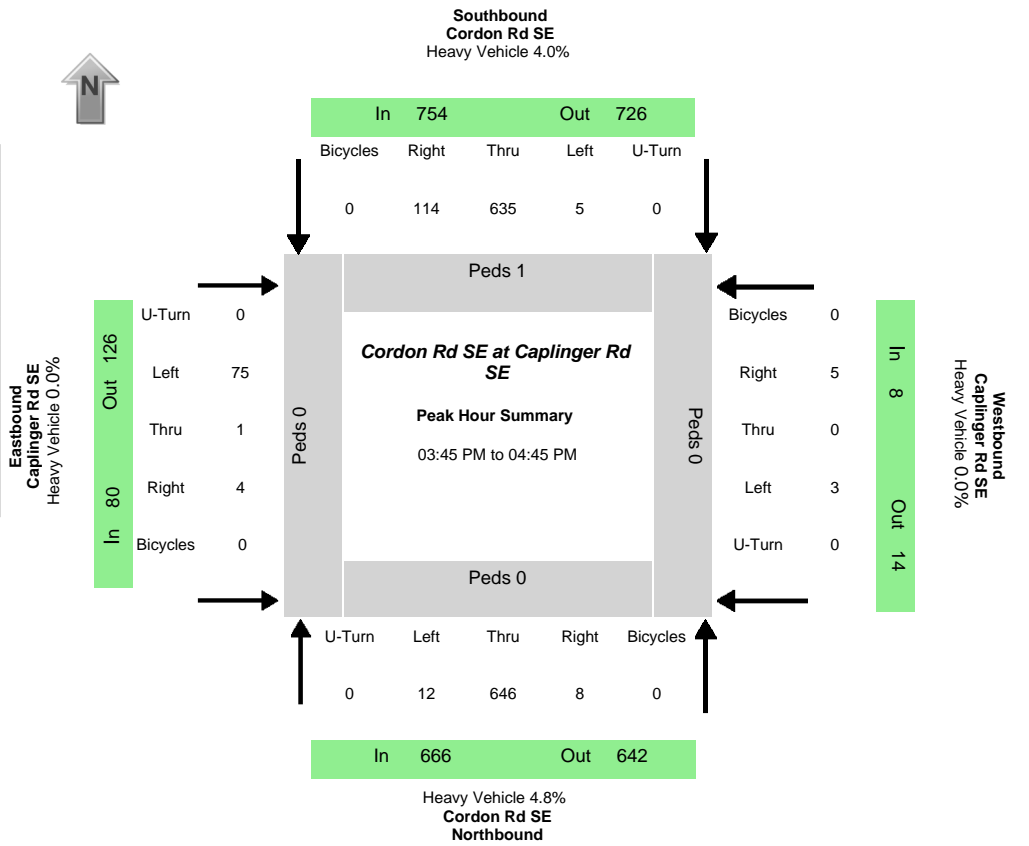 Southbound
Cordon Rd SE
Heavy Vehicle 4.0%
N
In 754 Out 726
Bicycles Right Thru Left U-Turn
0 114 635 5 0
Peds 1
Eastbound
Caplinger Rd SE
Heavy Vehicle 0.0%
In 80 Out 126
U-Turn 0
Left 75
Thru 1
Right 4
Bicycles 0
Peds 0
Cordon Rd SE at Caplinger Rd
SE
Peak Hour Summary
03:45 PM to 04:45 PM
Peds 0
Bicycles 0
Right 5
Thru 0
Left 3
U-Turn 0
In 8 Out 14
Westbound
Caplinger Rd SE
Heavy Vehicle 0.0%
Peds 0
U-Turn Left Thru Right Bicycles
0 12 646 8 0
In 666 Out 642
Heavy Vehicle 4.8%
Cordon Rd SE
Northbound